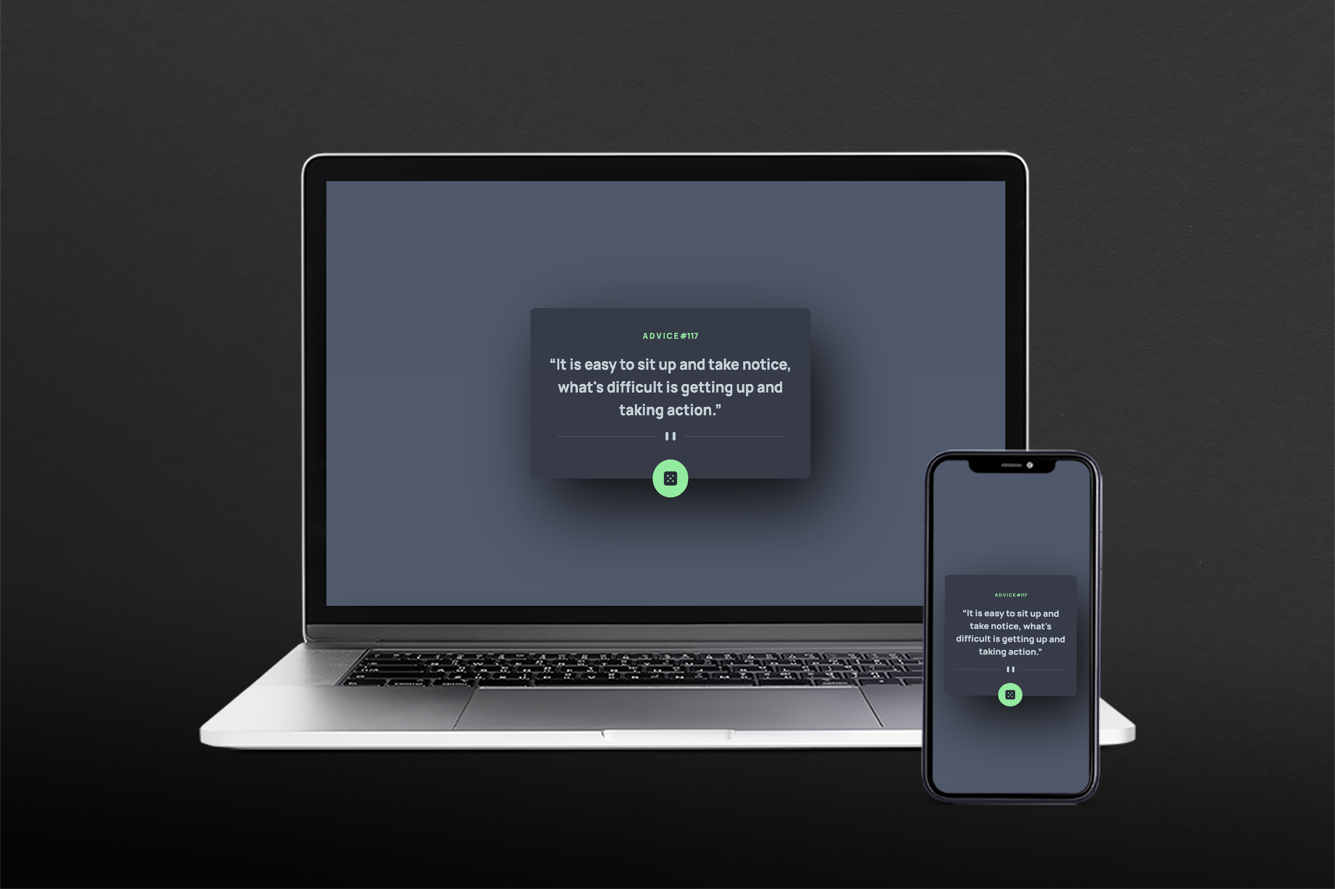 ADVICE#117
“It is easy to sit up and take notice,
what's difficult is getting up and
taking action.”
ADVICE#117
“It is easy to sit up and
take notice, what's
difficult is getting up and
taking action.”